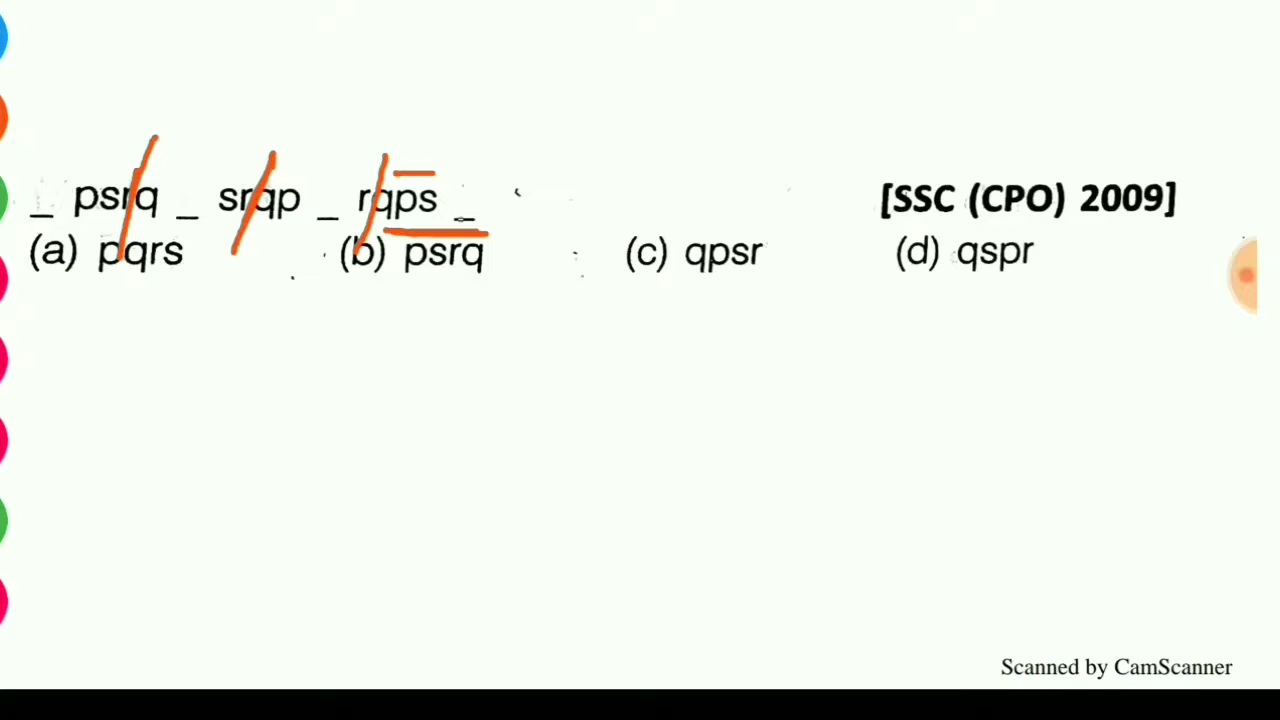 _ psrq _ srqp _ rqps _ [SSC (CPO) 2009]
(a) pqrs (b) psrq (c) qpsr (d) qspr
Scanned by CamScanner